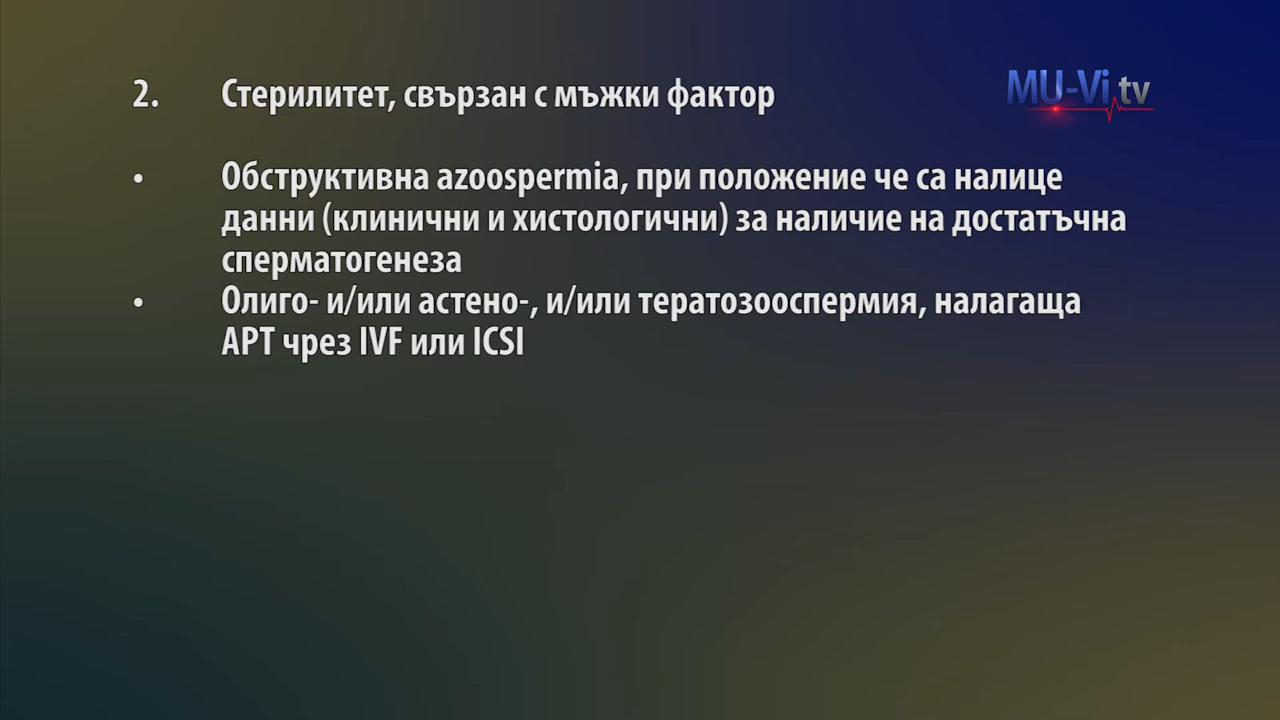 2. Стерилитет, свързан с мъжки фактор
MU-Vi.tv
• Обструктивна azoospermia, при положение че са налице
данни (клинични и хистологични) за наличие на достатъчна
сперматогенеза
• Олиго- и/или астено-, и/или тератозооспермия, налагаща
АРТ чрез IVF или ICSI